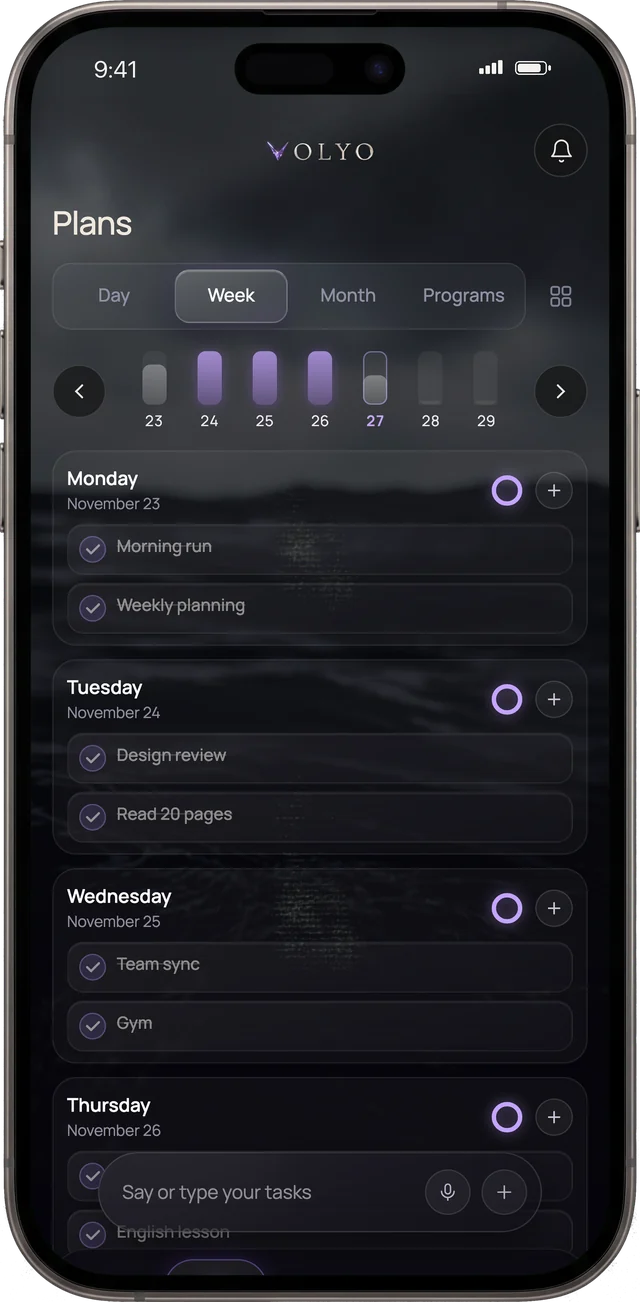 9:41
VOLYO
Plans
Day Week Month Programs
23 24 25 26 27 28 29
Monday
November 23
Morning run
Weekly planning
Tuesday
November 24
Design review
Read 20 pages
Wednesday
November 25
Team sync
Gym
Thursday
November 26
Say or type your tasks
English lesson